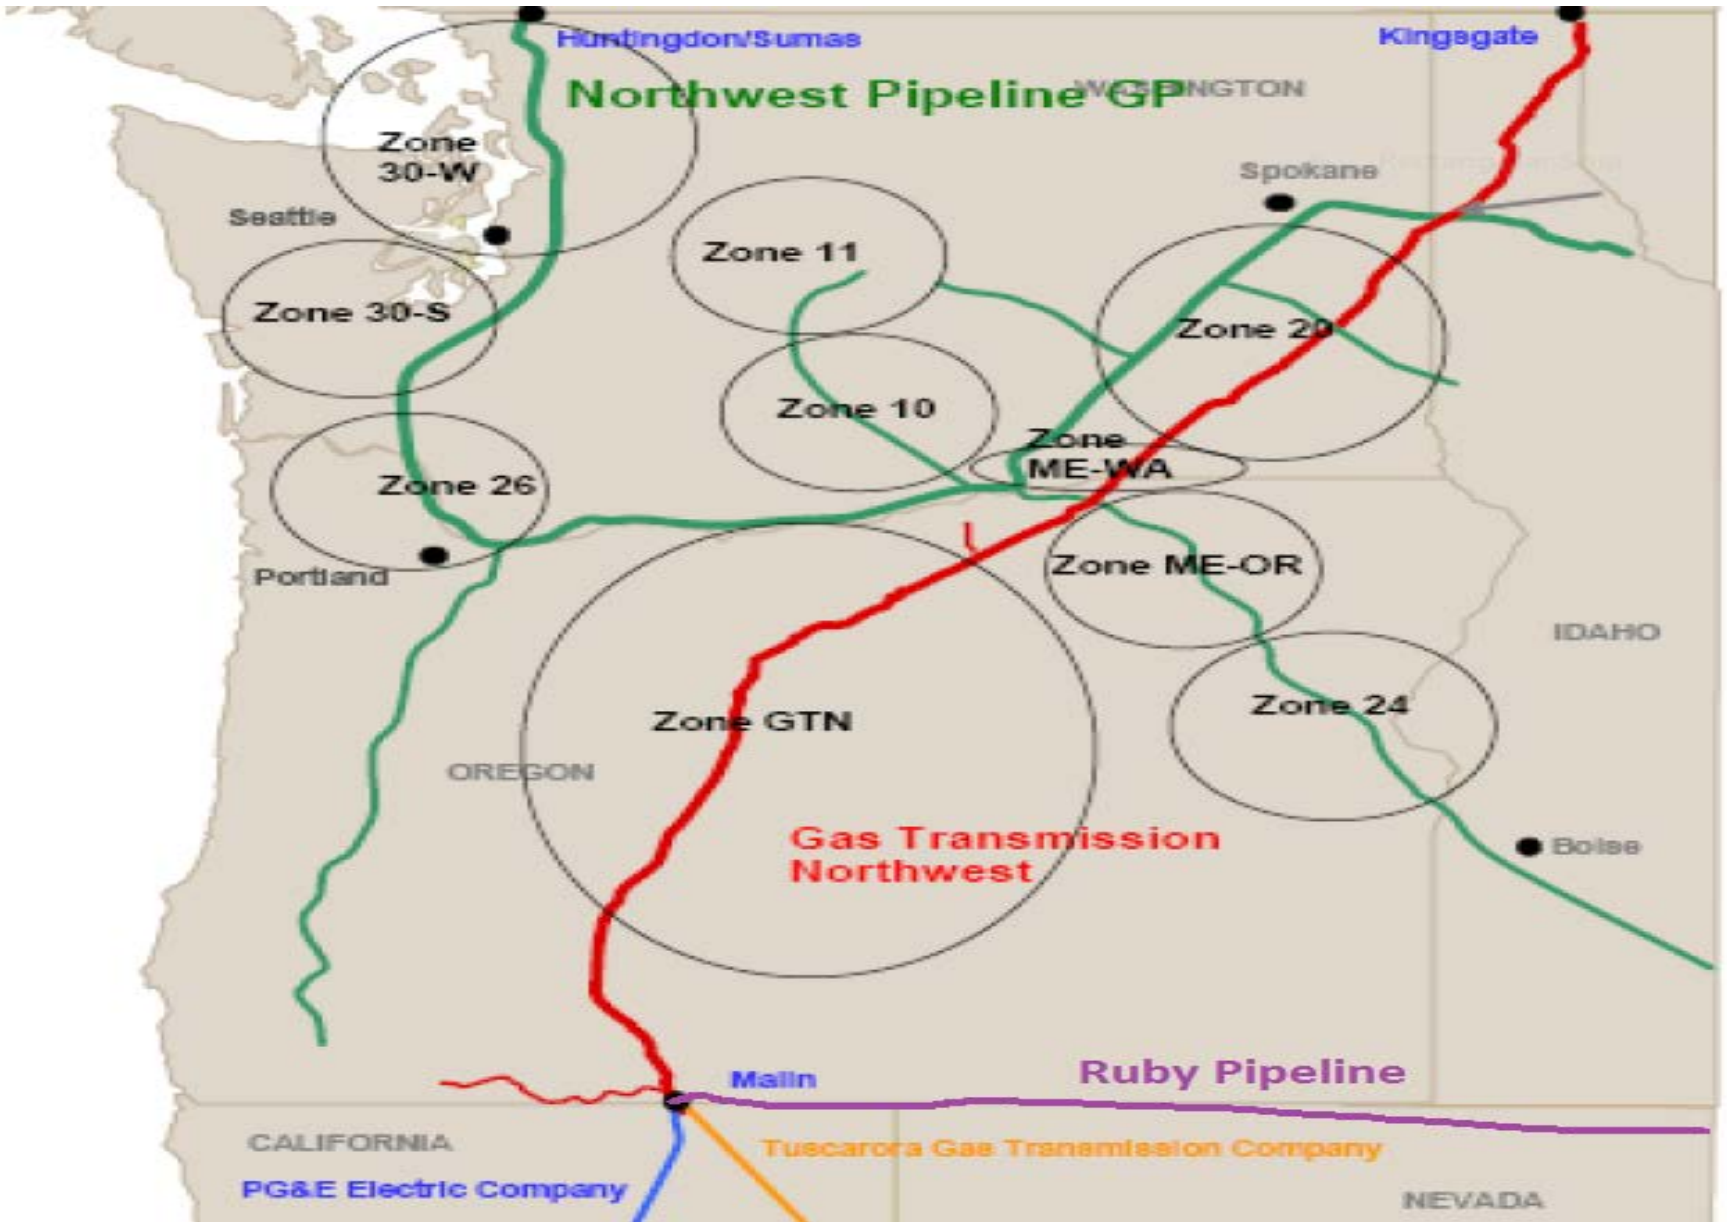 Huntingdon/Sumas
Kingsgate
Northwest Pipeline GP
WASHINGTON
Zone
30-W
Spokane
Seattle
Zone 11
Zone 30-S
Zone 20
Zone 10
Zone
ME-WA
Zone 26
Zone ME-OR
Portland
IDAHO
Zone 24
Zone GTN
OREGON
Gas Transmission
Northwest
Boise
Malin
Ruby Pipeline
CALIFORNIA
Tuscarora Gas Transmission Company
PG&E Electric Company
NEVADA